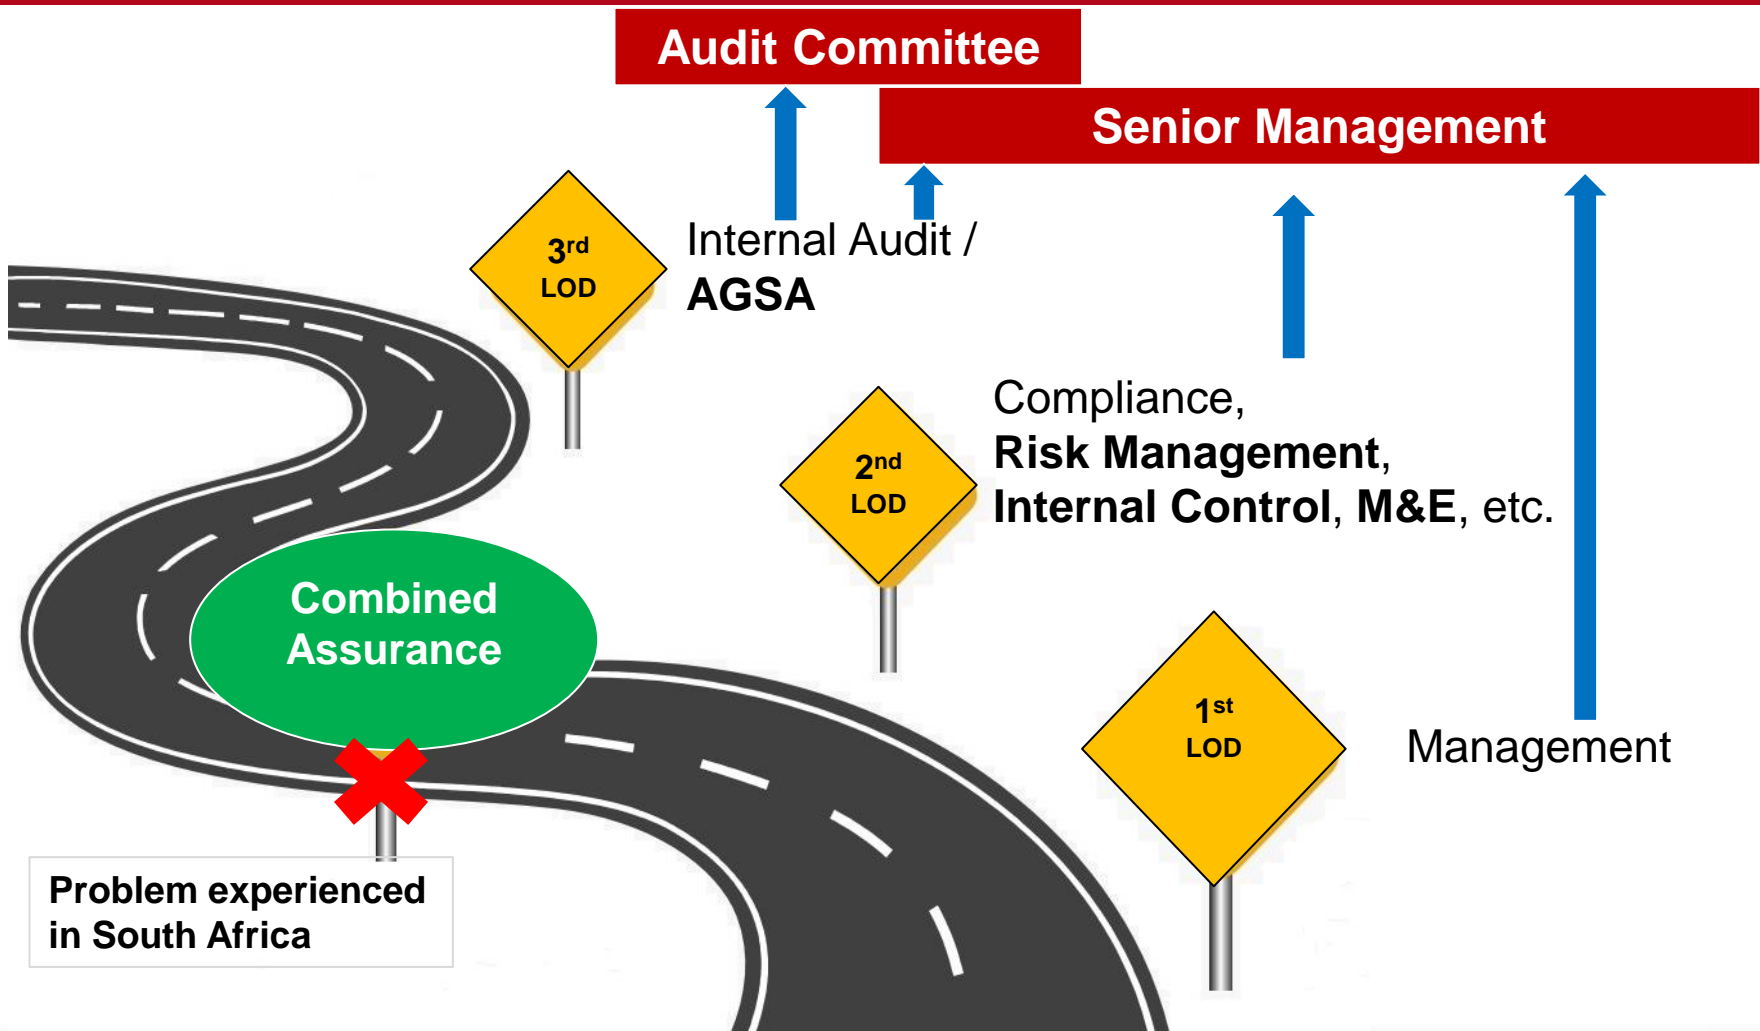 Audit Committee
Senior Management
3rd
LOD
Internal Audit /
AGSA
2nd
LOD
Compliance,
Risk Management,
Internal Control, M&E, etc.
Combined
Assurance
1st
LOD
Management
Problem experienced
in South Africa